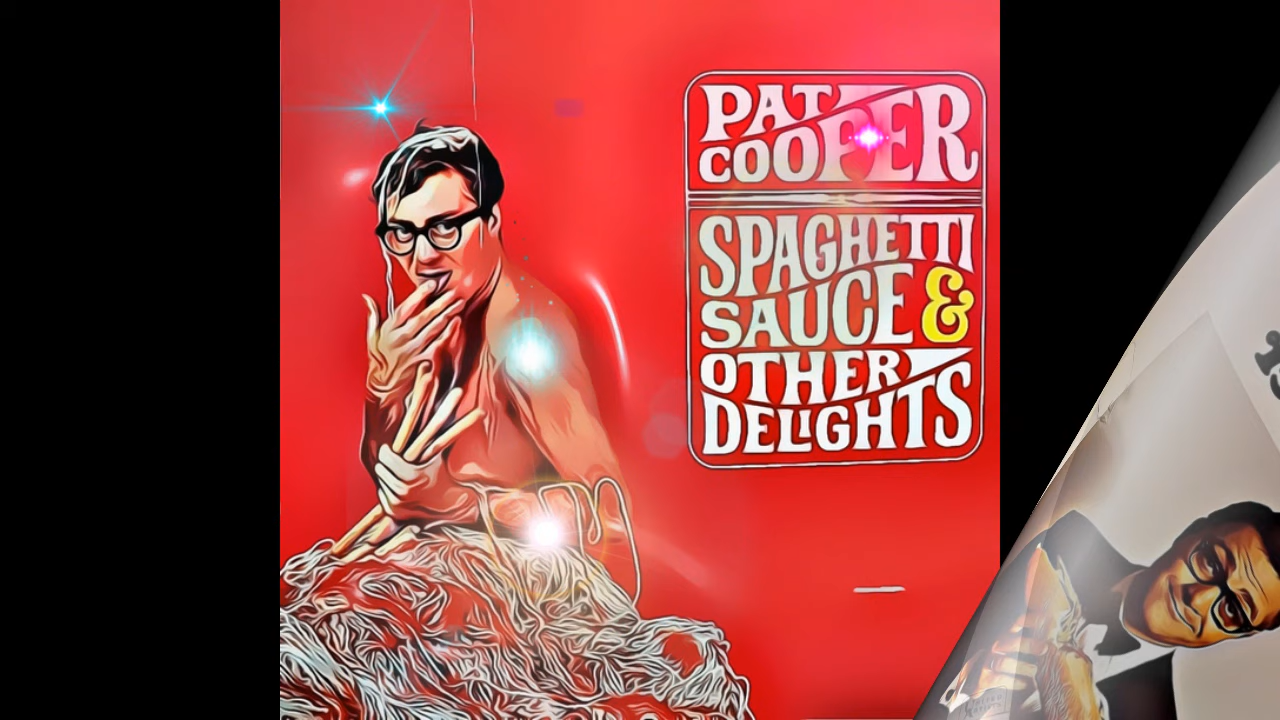 PAT
COOPER
SPAGHETTI
SAUCE &
OTHER
DELIGHTS